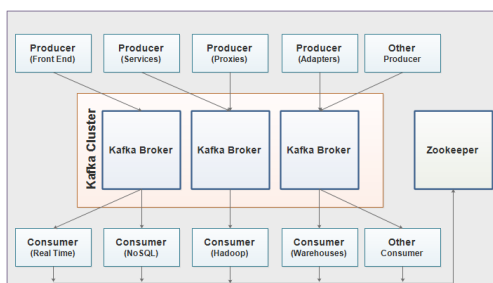 Producer
(Front End)
Producer
(Services)
Producer
(Proxies)
Producer
(Adapters)
Other
Producer
Kafka Cluster
Kafka Broker
Kafka Broker
Kafka Broker
Zookeeper
Consumer
(Real Time)
Consumer
(NoSQL)
Consumer
(Hadoop)
Consumer
(Warehouses)
Other
Consumer